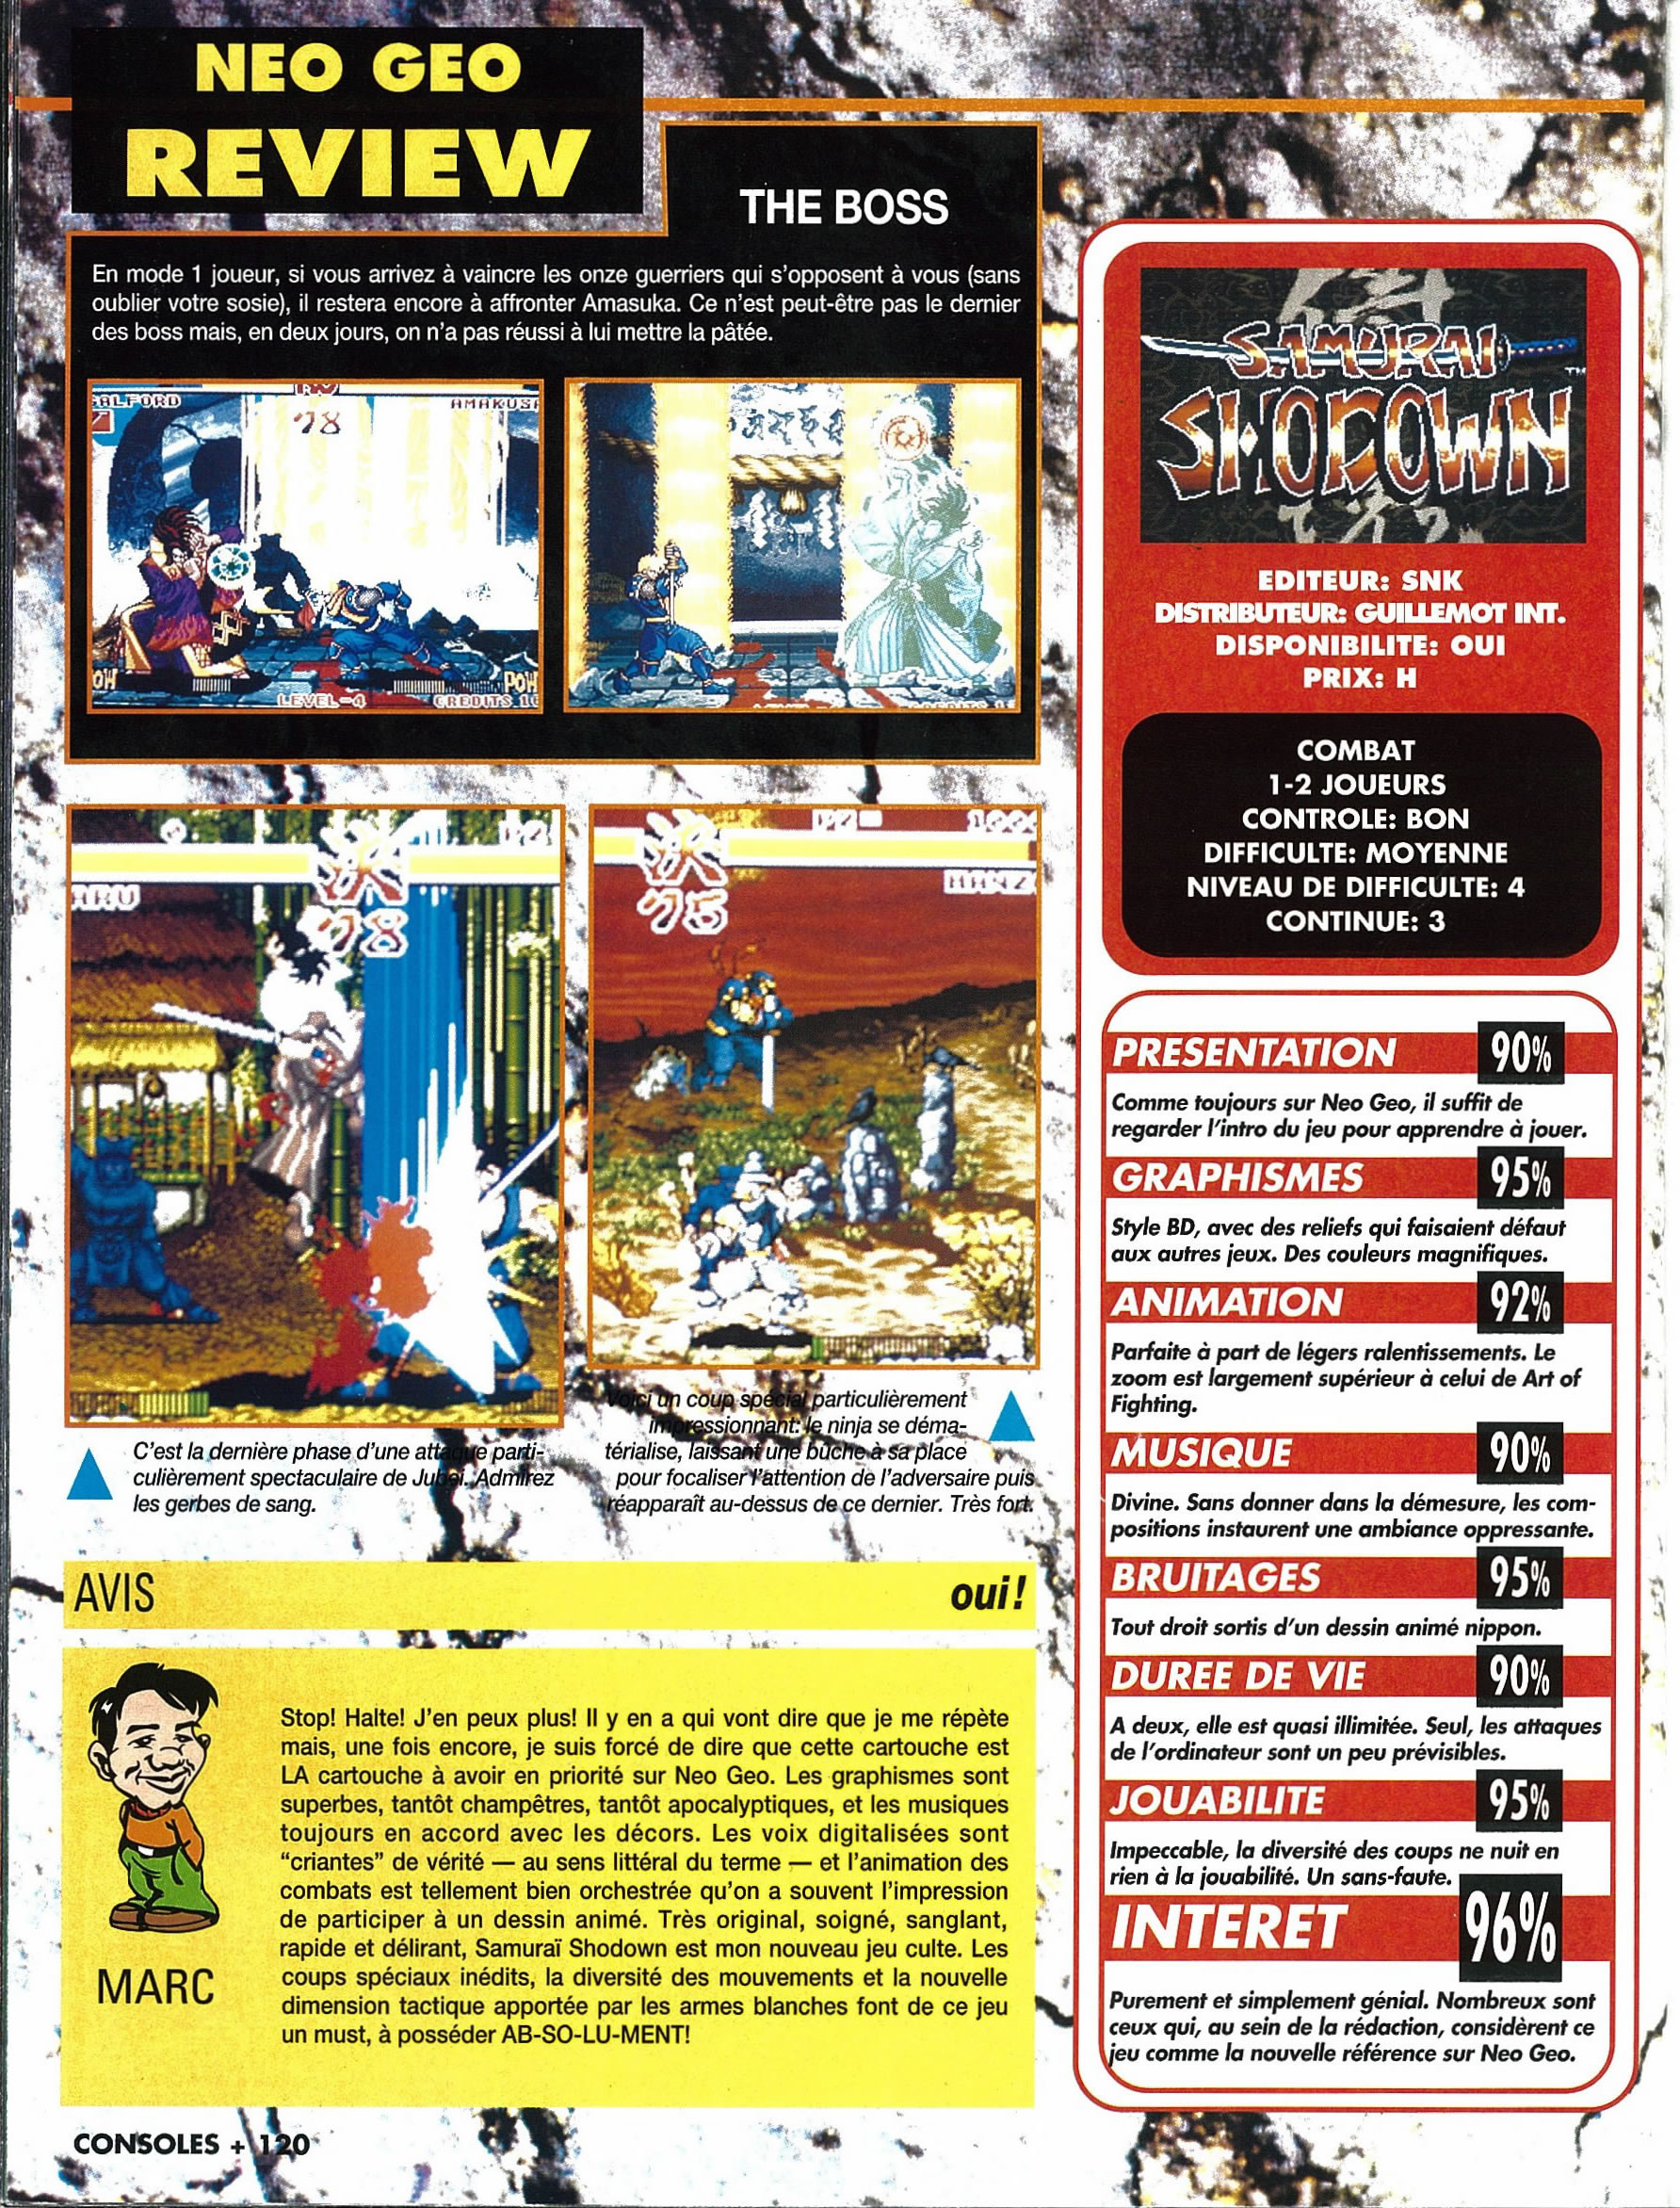 NEO GEO
REVIEW
THE BOSS
En mode 1 joueur, si vous arrivez à vaincre les onze guerriers qui s'opposent à vous (sans
oublier votre sosie), il restera encore à affronter Amasuka. Ce n'est peut-être pas le dernier
des boss mais, en deux jours, on n'a pas réussi à lui mettre la pâtée.
GALFORD
AMAKUSA
78
POW
POW
LEVEL-4
CREDITS 1
P2
ARU
78
P2
1000
HANZ
75
C'est la dernière phase d'une attaque parti-
culièrement spectaculaire de Jubei. Admirez
les gerbes de sang.
Voici un coup spécial particulièrement
impressionnant: le ninja se déma-
térialise, laissant une bûche à sa place
pour focaliser l'attention de l'adversaire puis
réapparaît au-dessus de ce dernier. Très fort.
AVIS
oui!
MARC
Stop! Halte! J'en peux plus! Il y en a qui vont dire que je me répète
mais, une fois encore, je suis forcé de dire que cette cartouche est
LA cartouche à avoir en priorité sur Neo Geo. Les graphismes sont
superbes, tantôt champêtres, tantôt apocalyptiques, et les musiques
toujours en accord avec les décors. Les voix digitalisées sont
“criantes” de vérité — au sens littéral du terme — et l'animation des
combats est tellement bien orchestrée qu'on a souvent l'impression
de participer à un dessin animé. Très original, soigné, sanglant,
rapide et délirant, Samuraï Shodown est mon nouveau jeu culte. Les
coups spéciaux inédits, la diversité des mouvements et la nouvelle
dimension tactique apportée par les armes blanches font de ce jeu
un must, à posséder AB-SO-LU-MENT!
CONSOLES + 120
SAMURAI
SHODOWN
TM
EDITEUR: SNK
DISTRIBUTEUR: GUILLEMOT INT.
DISPONIBILITE: OUI
PRIX: H
COMBAT
1-2 JOUEURS
CONTROLE: BON
DIFFICULTE: MOYENNE
NIVEAU DE DIFFICULTE: 4
CONTINUE: 3
PRESENTATION 90%
Comme toujours sur Neo Geo, il suffit de
regarder l'intro du jeu pour apprendre à jouer.
GRAPHISMES 95%
Style BD, avec des reliefs qui faisaient défaut
aux autres jeux. Des couleurs magnifiques.
ANIMATION 92%
Parfaite à part de légers ralentissements. Le
zoom est largement supérieur à celui de Art of
Fighting.
MUSIQUE 90%
Divine. Sans donner dans la démesure, les com-
positions instaurent une ambiance oppressante.
BRUITAGES 95%
Tout droit sortis d'un dessin animé nippon.
DUREE DE VIE 90%
A deux, elle est quasi illimitée. Seul, les attaques
de l'ordinateur sont un peu prévisibles.
JOUABILITE 95%
Impeccable, la diversité des coups ne nuit en
rien à la jouabilité. Un sans-faute.
INTERET 96%
Purement et simplement génial. Nombreux sont
ceux qui, au sein de la rédaction, considèrent ce
jeu comme la nouvelle référence sur Neo Geo.